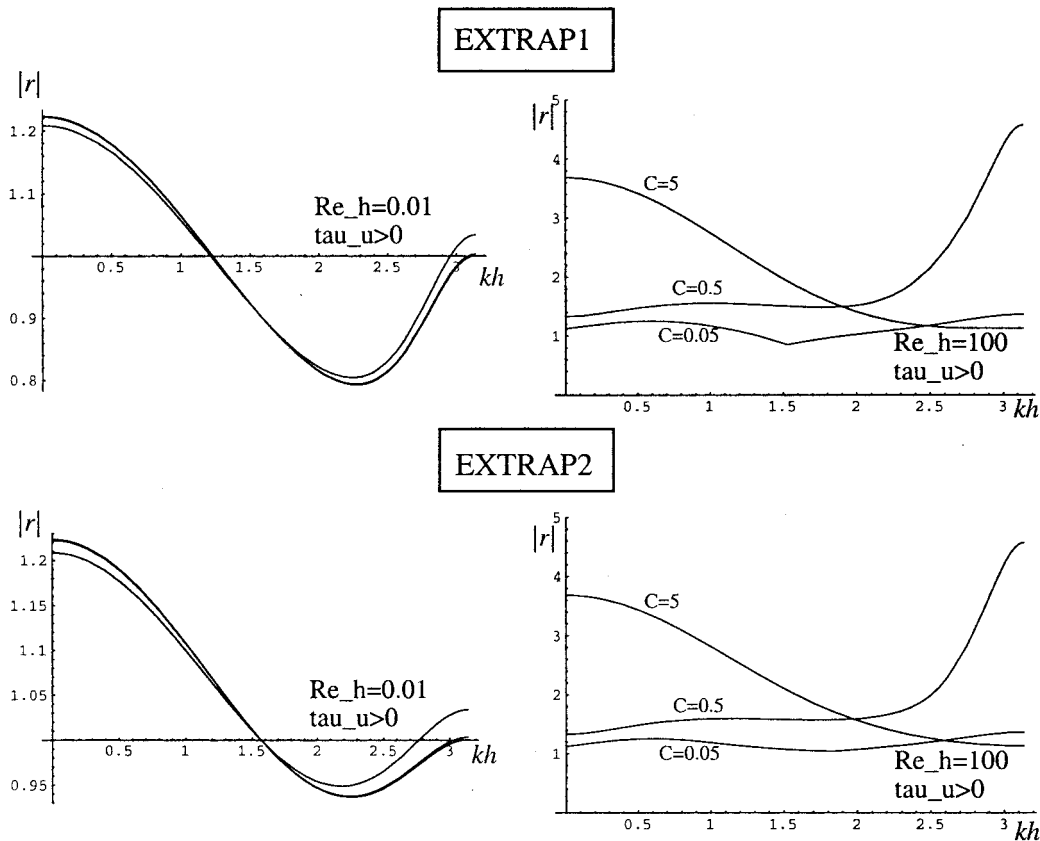 EXTRAP1
|r|
1.2
1.1
0.9
0.8
0.5
1
1.5
2
2.5
3
kh
Re_h=0.01
tau_u>0
|r|
5
4
3
2
1
C=5
C=0.5
C=0.05
Re_h=100
tau_u>0
0.5
1
1.5
2
2.5
3
kh
EXTRAP2
|r|
1.2
1.15
1.1
1.05
0.95
0.5
1
1.5
2
2.5
3
kh
Re_h=0.01
tau_u>0
|r|
5
4
3
2
1
C=5
C=0.5
C=0.05
Re_h=100
tau_u>0
0.5
1
1.5
2
2.5
3
kh